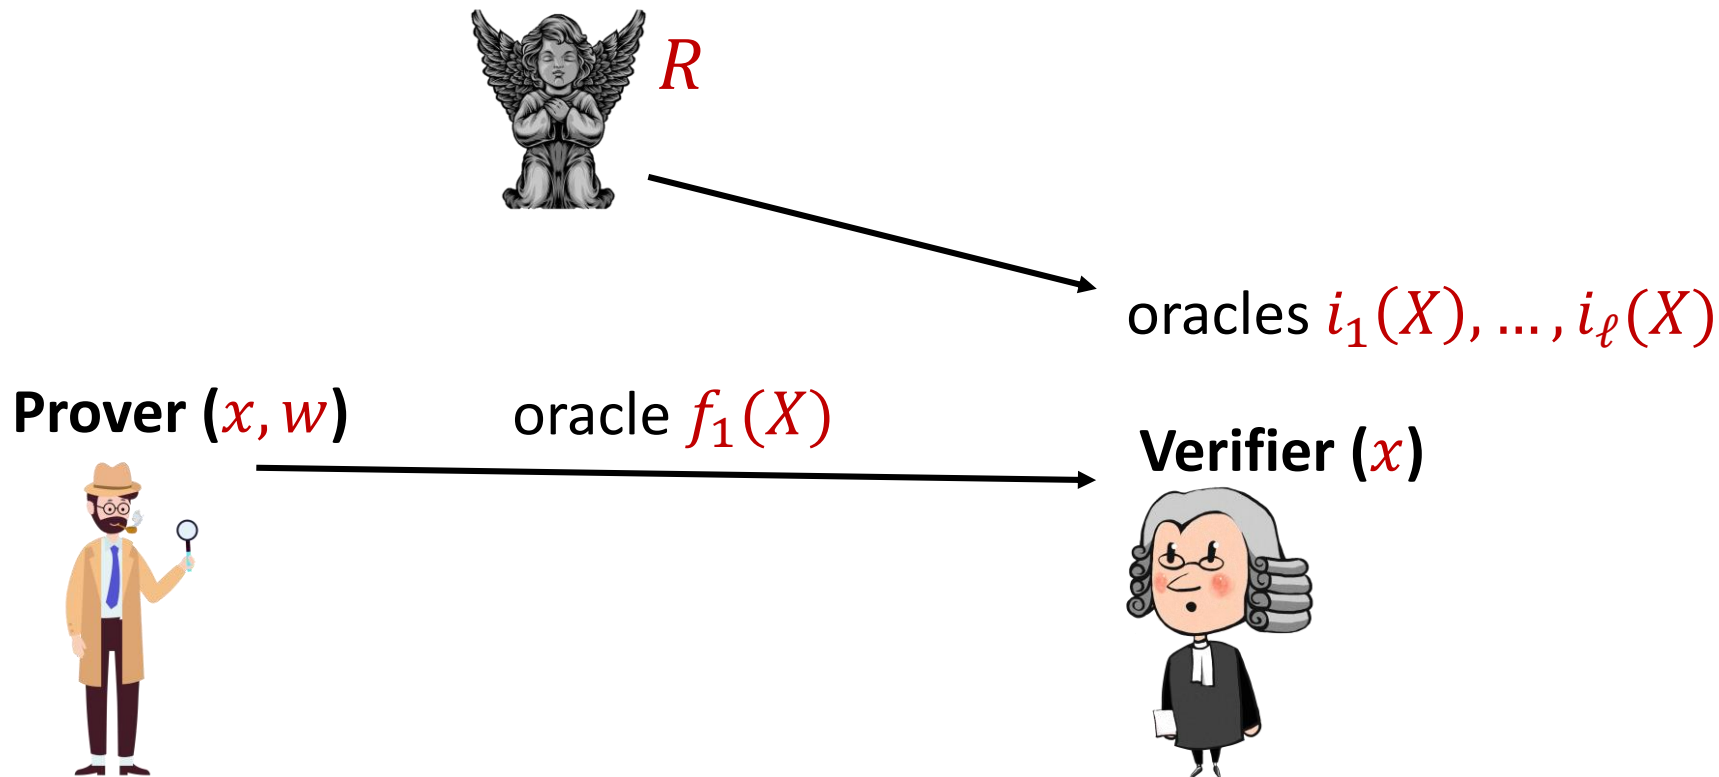 R
oracles i₁(X), … , iℓ(X)
Prover (x, w)
oracle f₁(X)
Verifier (x)